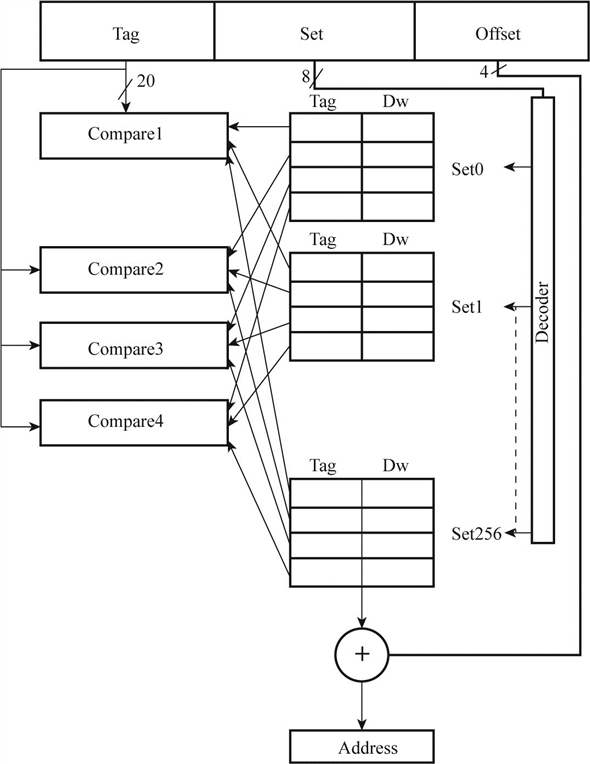 Tag Set Offset
20
8
4
Tag Dw
Compare1
Set0
Tag Dw
Compare2
Set1
Decoder
Compare3
Compare4
Tag Dw
Set256
+
Address